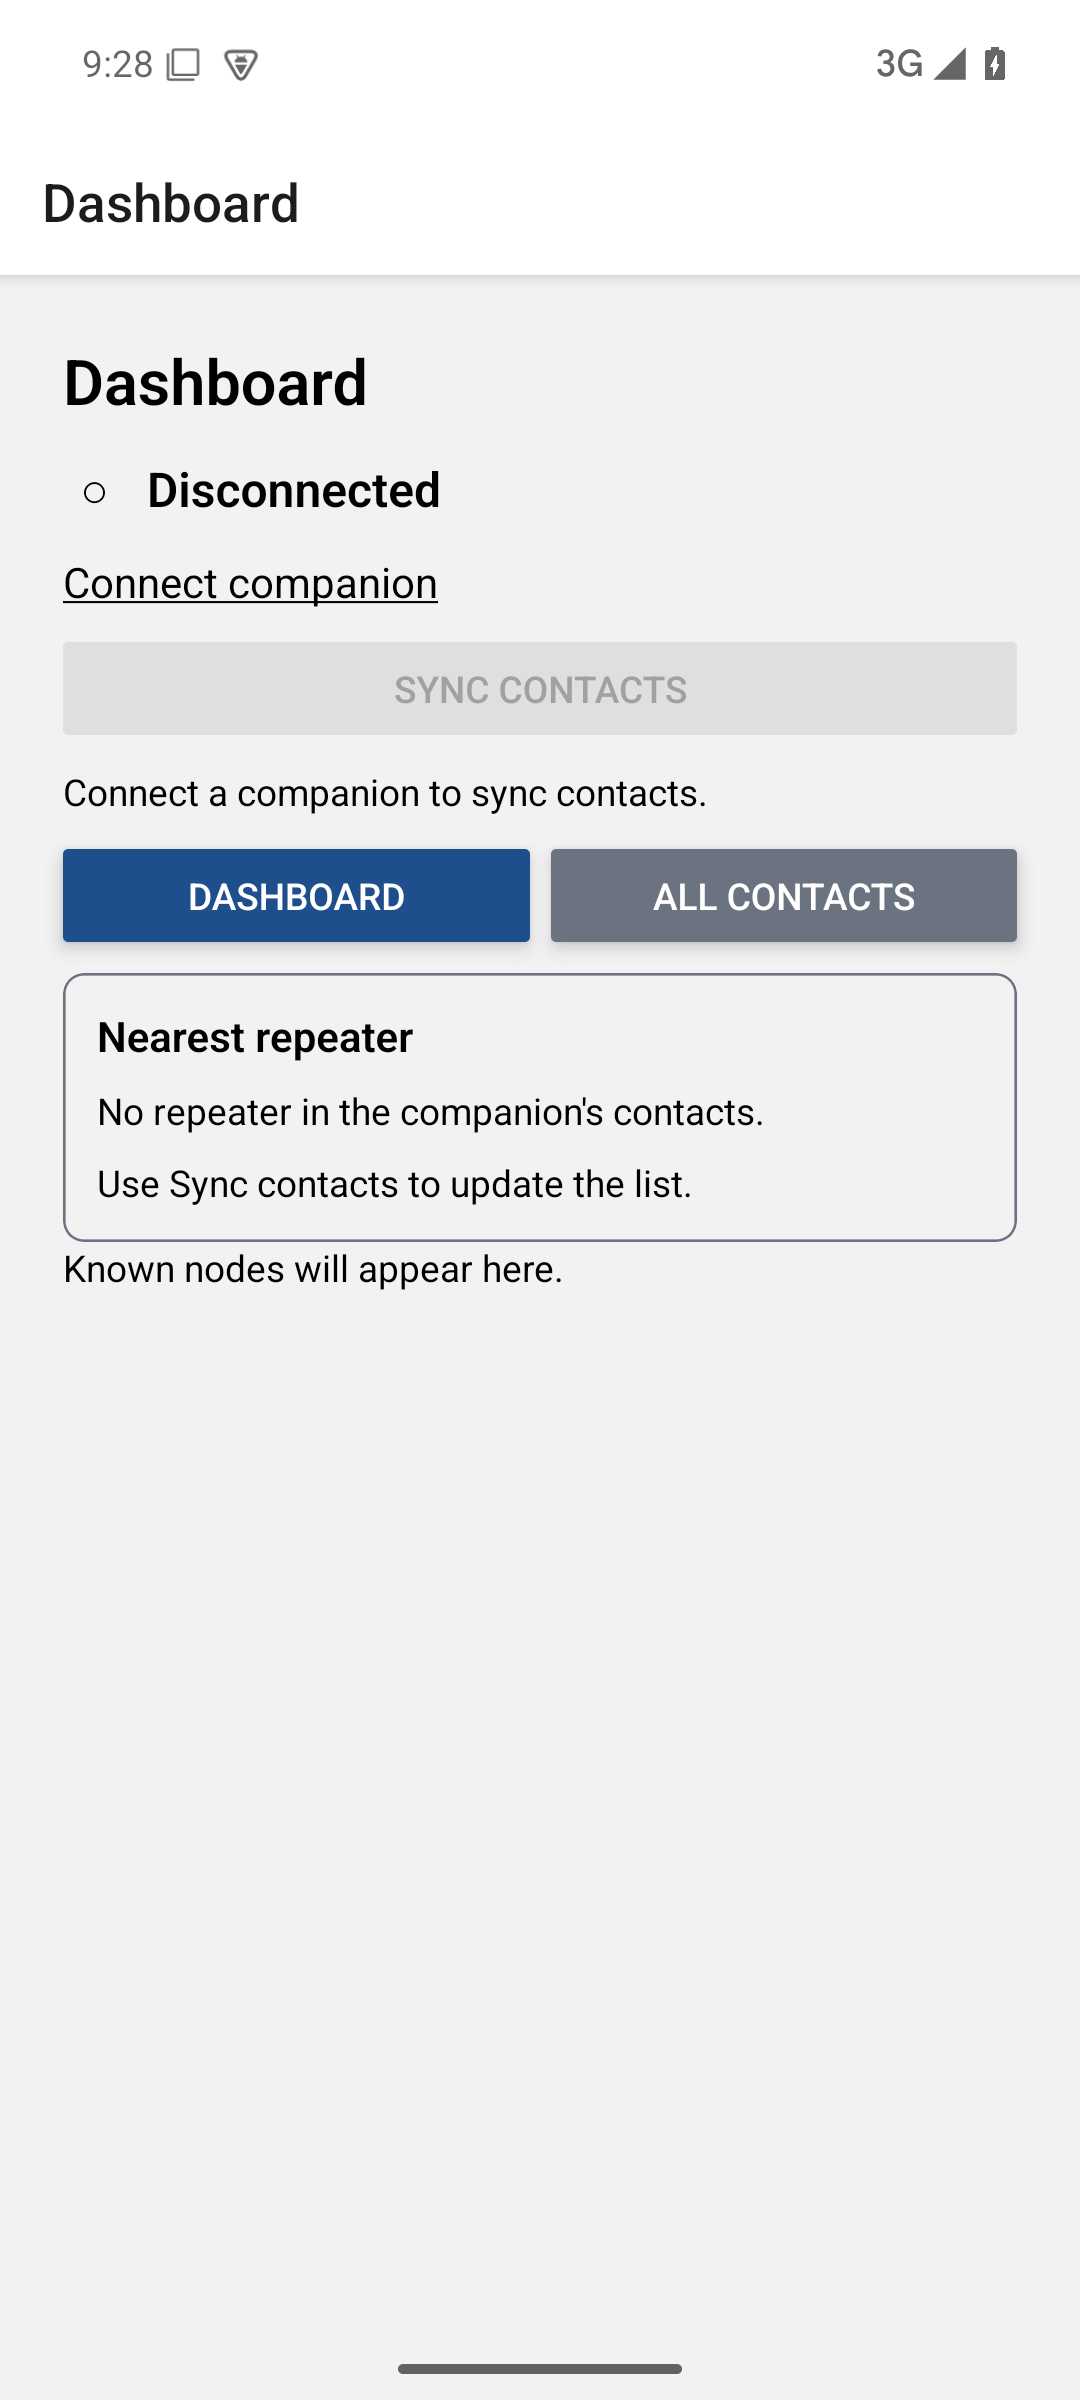 9:28
3G
Dashboard
Dashboard
Disconnected
Connect companion
SYNC CONTACTS
Connect a companion to sync contacts.
DASHBOARD
ALL CONTACTS
Nearest repeater
No repeater in the companion's contacts.
Use Sync contacts to update the list.
Known nodes will appear here.